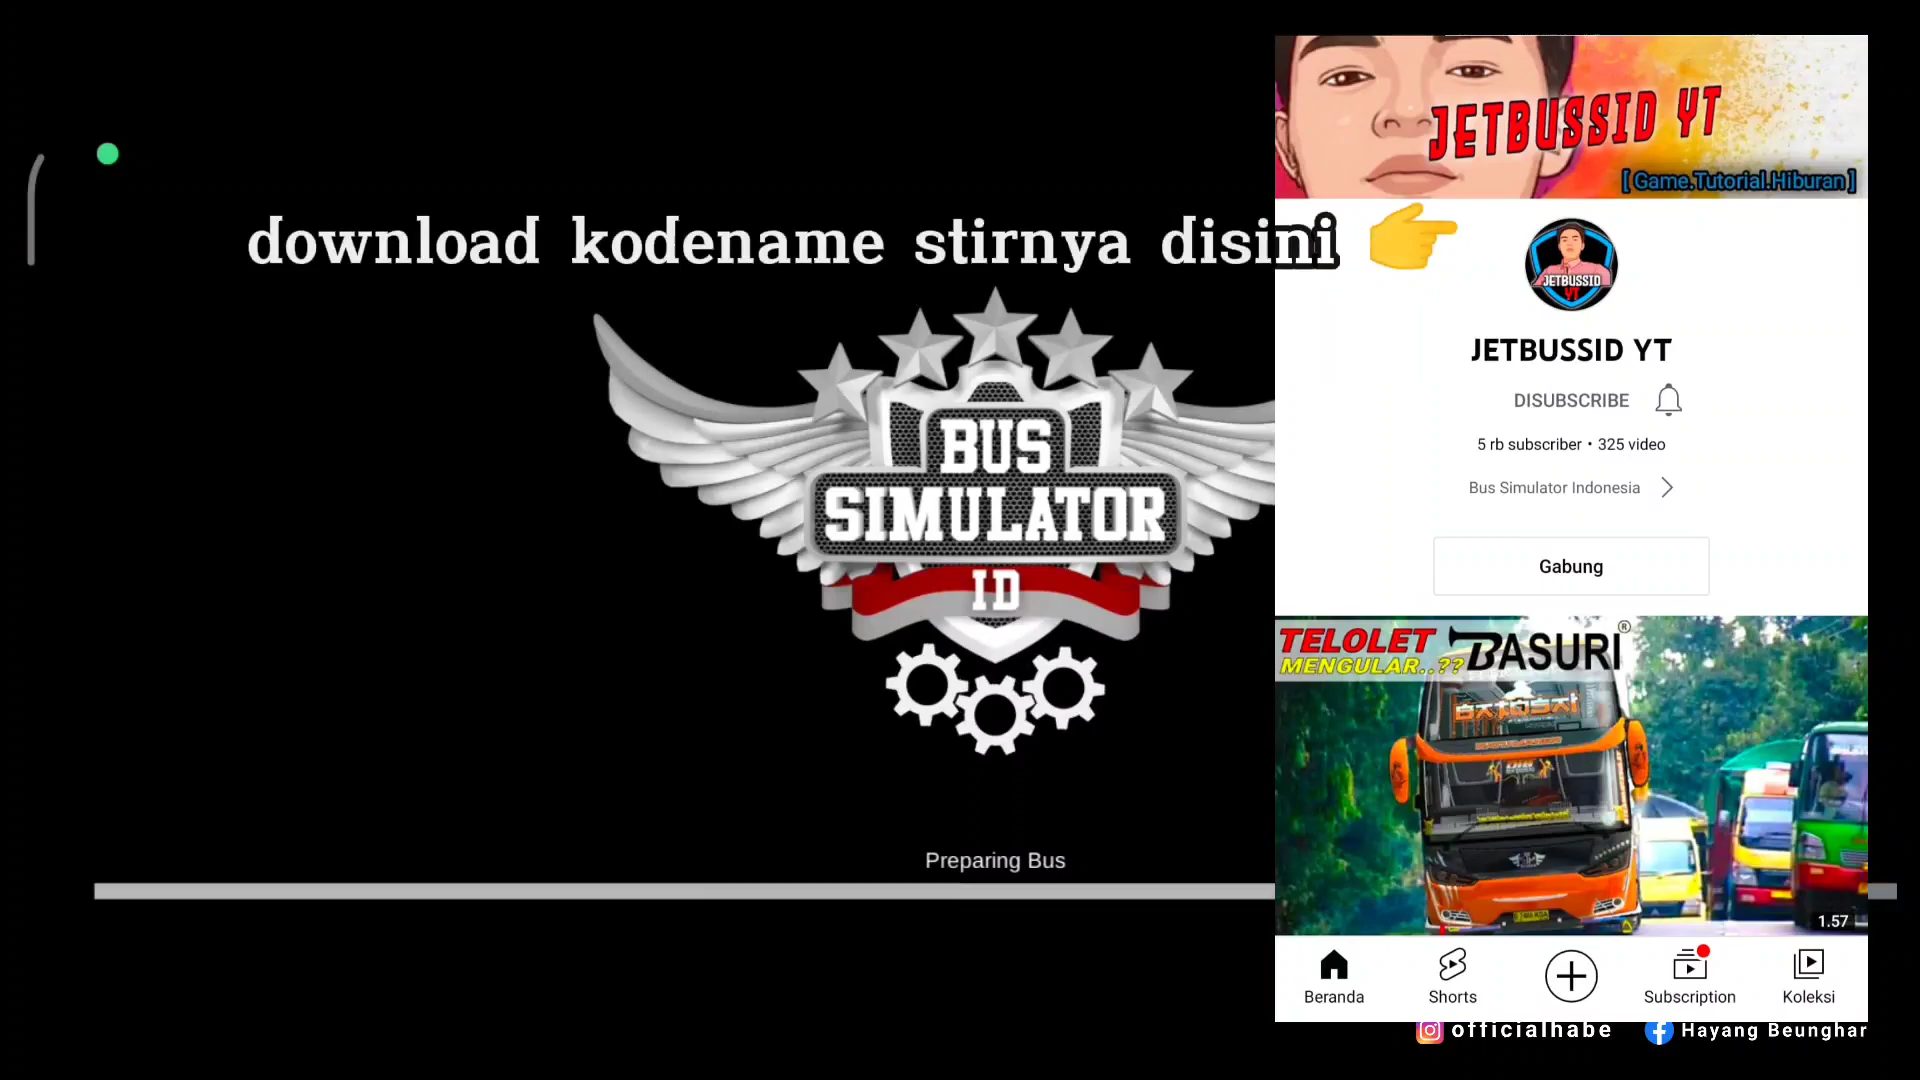 download kodename stirnya disini
BUS
SIMULATOR
ID
Preparing Bus
JETBUSSID YT
[ Game.Tutorial.Hiburan ]
JETBUSSID
YT
JETBUSSID YT
DISUBSCRIBE
5 rb subscriber • 325 video
Bus Simulator Indonesia
Gabung
TELOLET
MENGULAR..??
BASURI®
1.57
Beranda
Shorts
Subscription
Koleksi
officialhabe
Hayang Beunghar